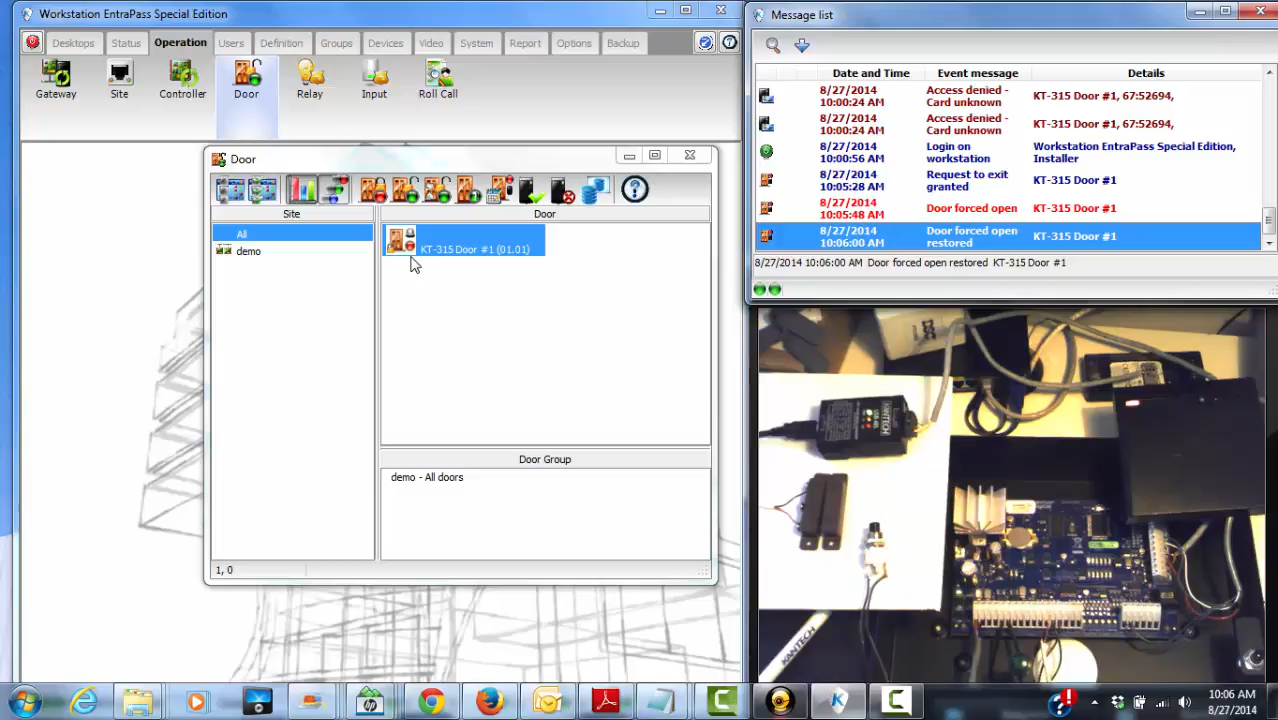 Workstation EntraPass Special Edition
Desktops Status Operation Users Definition Groups Devices Video System Report Options Backup
Gateway Site Controller Door Relay Input Roll Call
Door
Site Door
All
demo
KT-315 Door #1 (01.01)
Door Group
demo - All doors
1, 0
Message list
Date and Time Event message Details
8/27/2014 10:00:24 AM Access denied - Card unknown KT-315 Door #1, 67:52694,
8/27/2014 10:00:24 AM Access denied - Card unknown KT-315 Door #1, 67:52694,
8/27/2014 10:00:56 AM Login on workstation Workstation EntraPass Special Edition, Installer
8/27/2014 10:05:28 AM Request to exit granted KT-315 Door #1
8/27/2014 10:05:48 AM Door forced open KT-315 Door #1
8/27/2014 10:06:00 AM Door forced open restored KT-315 Door #1
8/27/2014 10:06:00 AM Door forced open restored KT-315 Door #1
KANTECH
KANTECH
hp
10:06 AM
8/27/2014